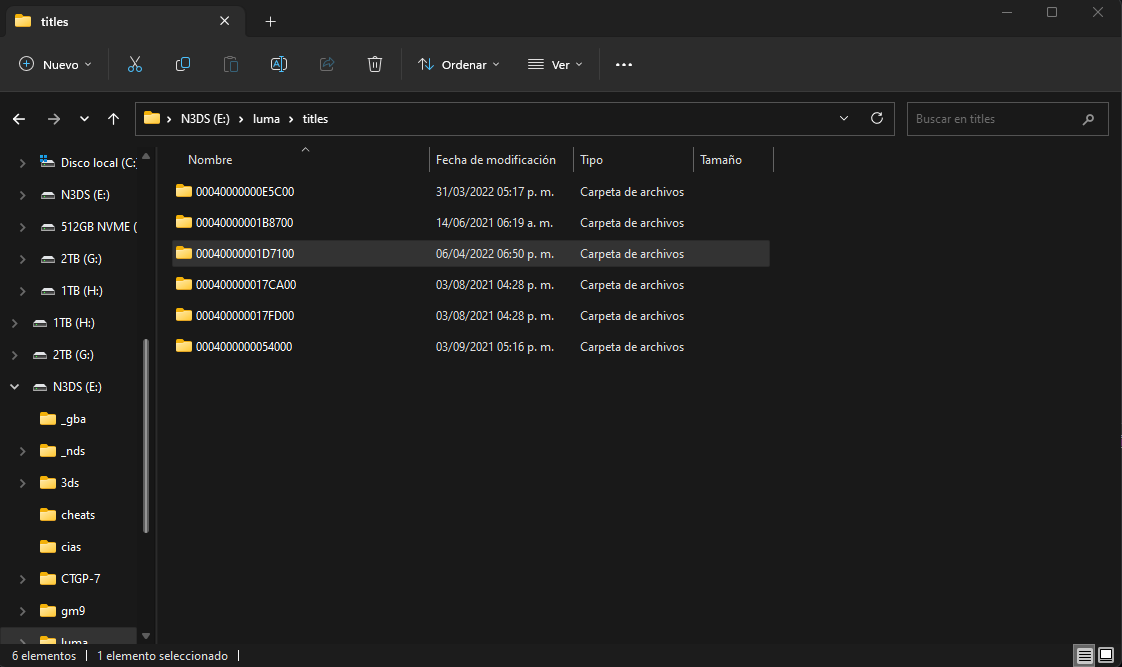 titles
Nuevo
Ordenar
Ver
N3DS (E:) > luma > titles
Buscar en titles
Nombre Fecha de modificación Tipo Tamaño
00040000000E5C00 31/03/2022 05:17 p. m. Carpeta de archivos
00040000001B8700 14/06/2021 06:19 a. m. Carpeta de archivos
00040000001D7100 06/04/2022 06:50 p. m. Carpeta de archivos
000400000017CA00 03/08/2021 04:28 p. m. Carpeta de archivos
000400000017FD00 03/08/2021 04:28 p. m. Carpeta de archivos
0004000000054000 03/09/2021 05:16 p. m. Carpeta de archivos
Disco local (C:
N3DS (E:)
512GB NVME (
2TB (G:)
1TB (H:)
1TB (H:)
2TB (G:)
N3DS (E:)
_gba
_nds
3ds
cheats
cias
CTGP-7
gm9
luma
6 elementos | 1 elemento seleccionado |